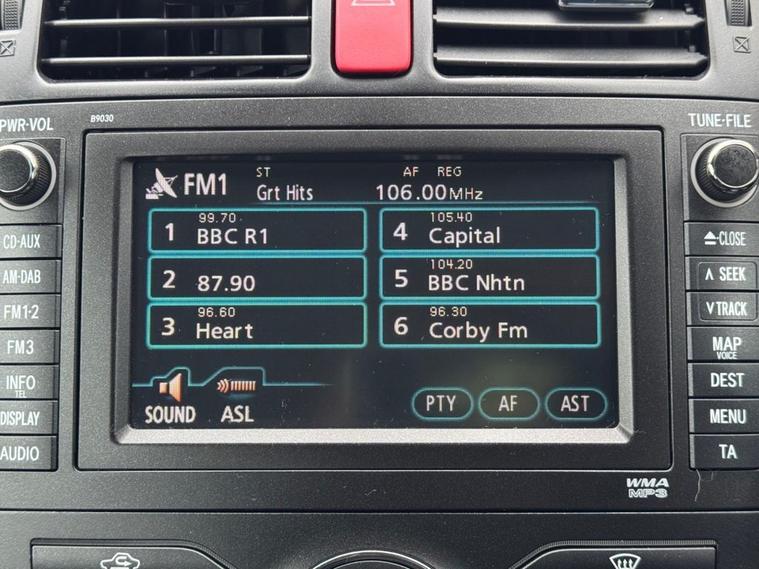 PWR·VOL
B9030
TUNE·FILE
CD·AUX
AM·DAB
FM1·2
FM3
INFO
TEL
DISPLAY
AUDIO
FM1
ST
Grt Hits
AF REG
106.00MHz
1 99.70 BBC R1
2 87.90
3 96.60 Heart
4 105.40 Capital
5 104.20 BBC Nhtn
6 96.30 Corby Fm
SOUND
ASL
PTY
AF
AST
CLOSE
SEEK
TRACK
MAP
VOICE
DEST
MENU
TA
WMA
MP3